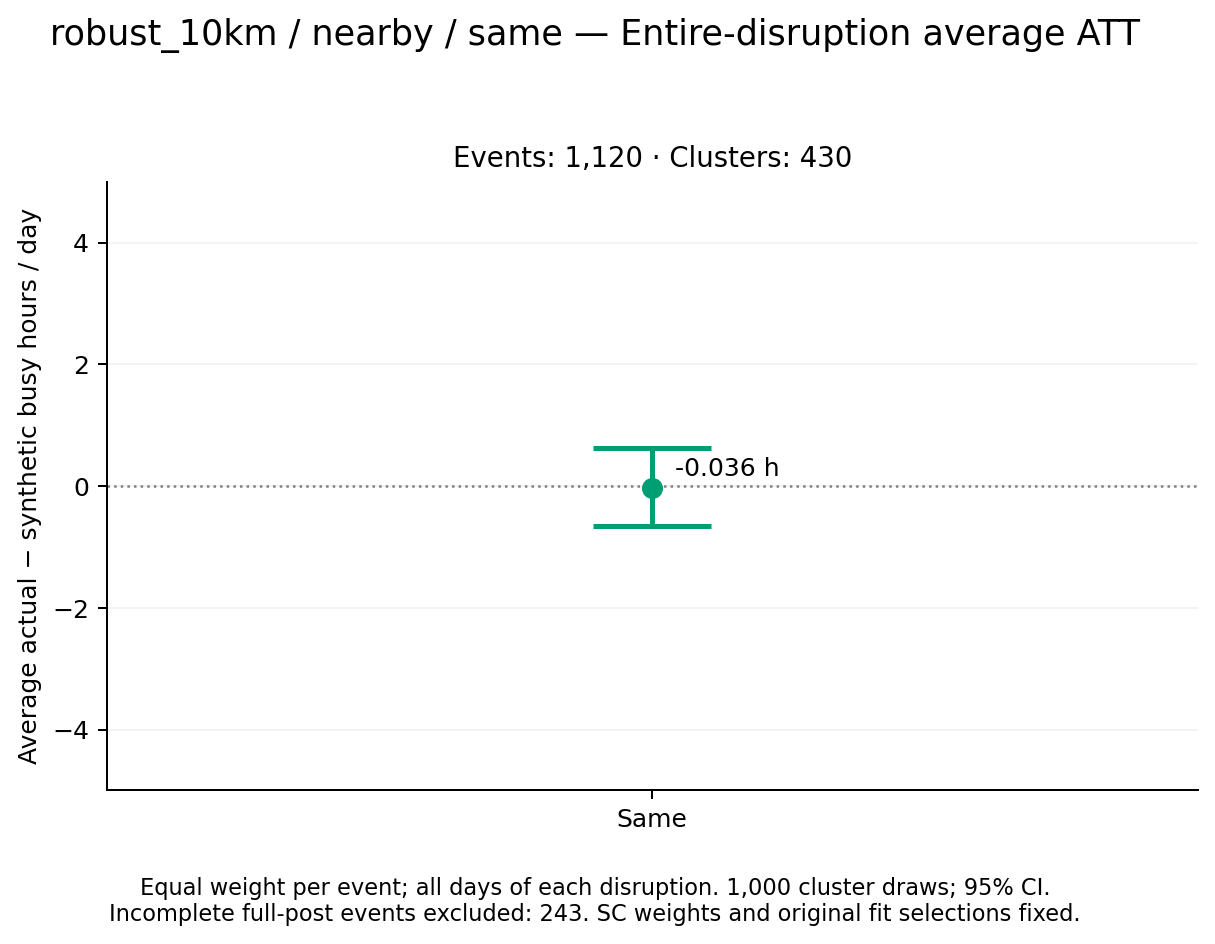 robust_10km / nearby / same — Entire-disruption average ATT
Events: 1,120 · Clusters: 430
Average actual − synthetic busy hours / day
4
2
0
−2
−4
-0.036 h
Same
Equal weight per event; all days of each disruption. 1,000 cluster draws; 95% CI.
Incomplete full-post events excluded: 243. SC weights and original fit selections fixed.